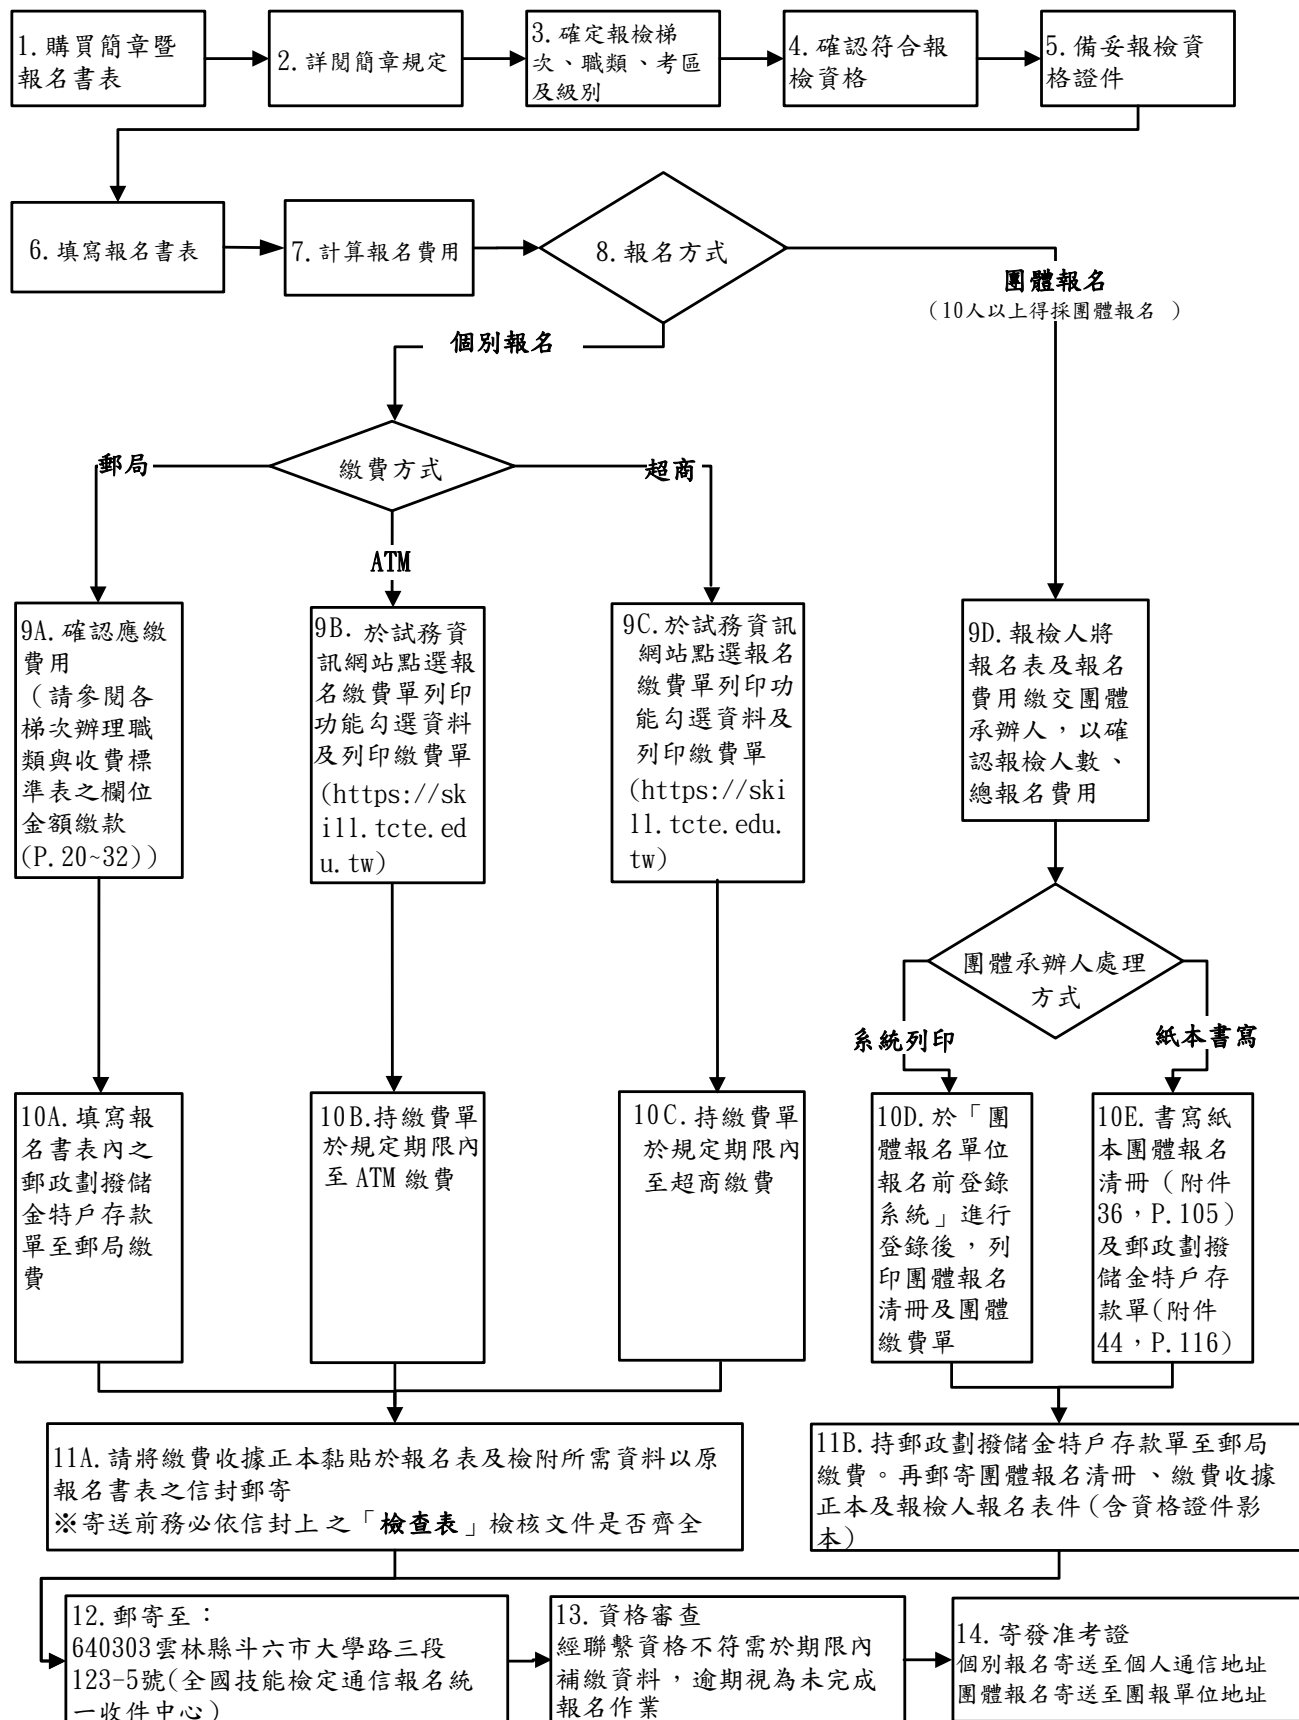 1.購買簡章暨
報名書表
2.詳閱簡章規定
3.確定報檢梯
次、職類、考區
及級別
4.確認符合報
檢資格
5.備妥報檢資
格證件
6.填寫報名書表
7.計算報名費用
8.報名方式
團體報名
（10人以上得採團體報名 ）
個別報名
繳費方式
郵局
超商
ATM
9A.確認應繳
費用
（請參閱各
梯次辦理職
類與收費標
準表之欄位
金額繳款
(P.20~32))
9B. 於試務資
訊網站點選報
名繳費單列印
功能勾選資料
及列印繳費單
(https://sk
ill.tcte.ed
u.tw)
9C.於試務資訊
網站點選報名
繳費單列印功
能勾選資料及
列印繳費單
(https://ski
ll.tcte.edu.
tw)
9D.報檢人將
報名表及報名
費用繳交團體
承辦人，以確
認報檢人數、
總報名費用
團體承辦人處理
方式
系統列印
紙本書寫
10A.填寫報
名書表內之
郵政劃撥儲
金特戶存款
單至郵局繳
費
10B.持繳費單
於規定期限內
至 ATM 繳費
10C.持繳費單
於規定期限內
至超商繳費
10D.於「團
體報名單位
報名前登錄
系統」進行
登錄後，列
印團體報名
清冊及團體
繳費單
10E.書寫紙
本團體報名
清冊（附件
36，P.105)
及郵政劃撥
儲金特戶存
款單(附件
44，P.116)
11A.請將繳費收據正本黏貼於報名表及檢附所需資料以原
報名書表之信封郵寄
※寄送前務必依信封上之「檢查表」檢核文件是否齊全
11B.持郵政劃撥儲金特戶存款單至郵局
繳費。再郵寄團體報名清冊、繳費收據
正本及報檢人報名表件(含資格證件影
本)
12.郵寄至：
640303雲林縣斗六市大學路三段
123-5號(全國技能檢定通信報名統
一收件中心)
13.資格審查
經聯繫資格不符需於期限內
補繳資料，逾期視為未完成
報名作業
14.寄發准考證
個別報名寄送至個人通信地址
團體報名寄送至團報單位地址